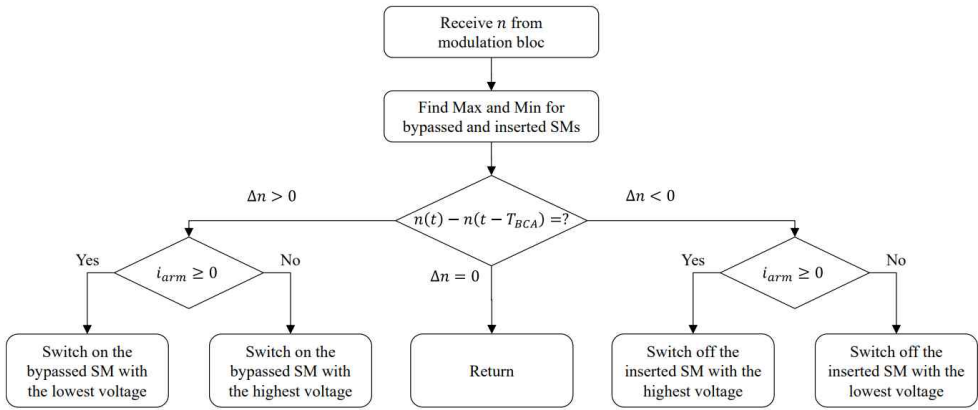 Receive n from
modulation bloc
Find Max and Min for
bypassed and inserted SMs
Δn > 0
n(t) − n(t − T_BCA) =?
Δn < 0
Yes
i_arm ≥ 0
No
Δn = 0
Yes
i_arm ≥ 0
No
Switch on the
bypassed SM with
the lowest voltage
Switch on the
bypassed SM with
the highest voltage
Return
Switch off the
inserted SM with the
highest voltage
Switch off the
inserted SM with the
lowest voltage